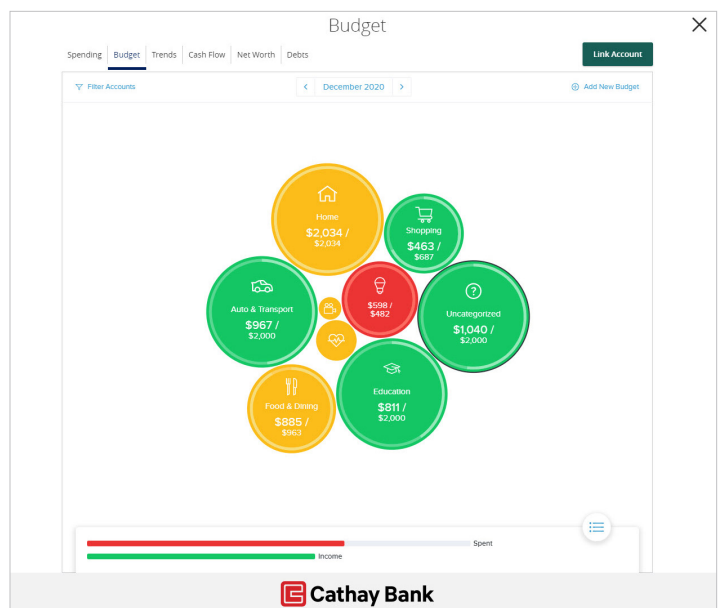 Budget
Spending
Budget
Trends
Cash Flow
Net Worth
Debts
Link Account
Filter Accounts
December 2020
Add New Budget
Home
$2,034 /
$2,034
Shopping
$463 /
$687
Auto & Transport
$967 /
$2,000
$598 /
$482
Uncategorized
$1,040 /
$2,000
Education
$811 /
$2,000
Food & Dining
$885 /
$963
Spent
Income
Cathay Bank